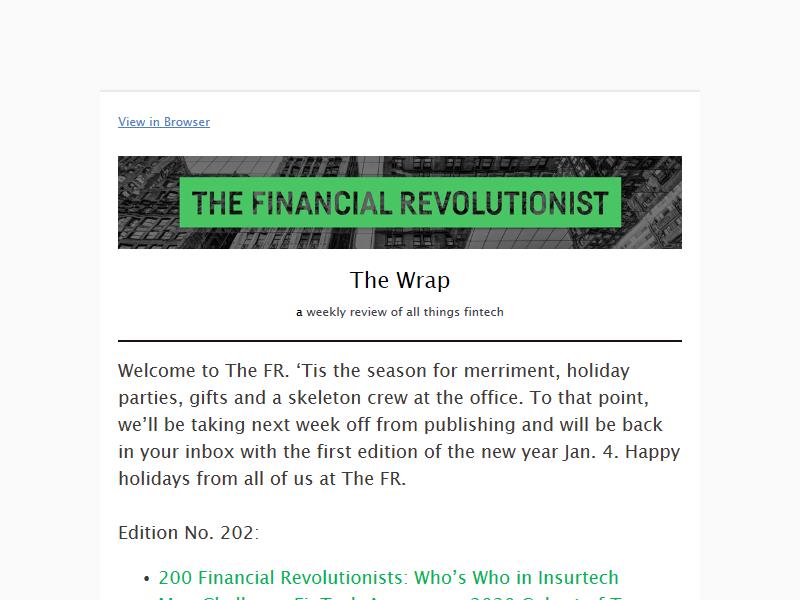 View in Browser
THE FINANCIAL REVOLUTIONIST
The Wrap
a weekly review of all things fintech
Welcome to The FR. ‘Tis the season for merriment, holiday
parties, gifts and a skeleton crew at the office. To that point,
we’ll be taking next week off from publishing and will be back
in your inbox with the first edition of the new year Jan. 4. Happy
holidays from all of us at The FR.
Edition No. 202:
• 200 Financial Revolutionists: Who’s Who in Insurtech